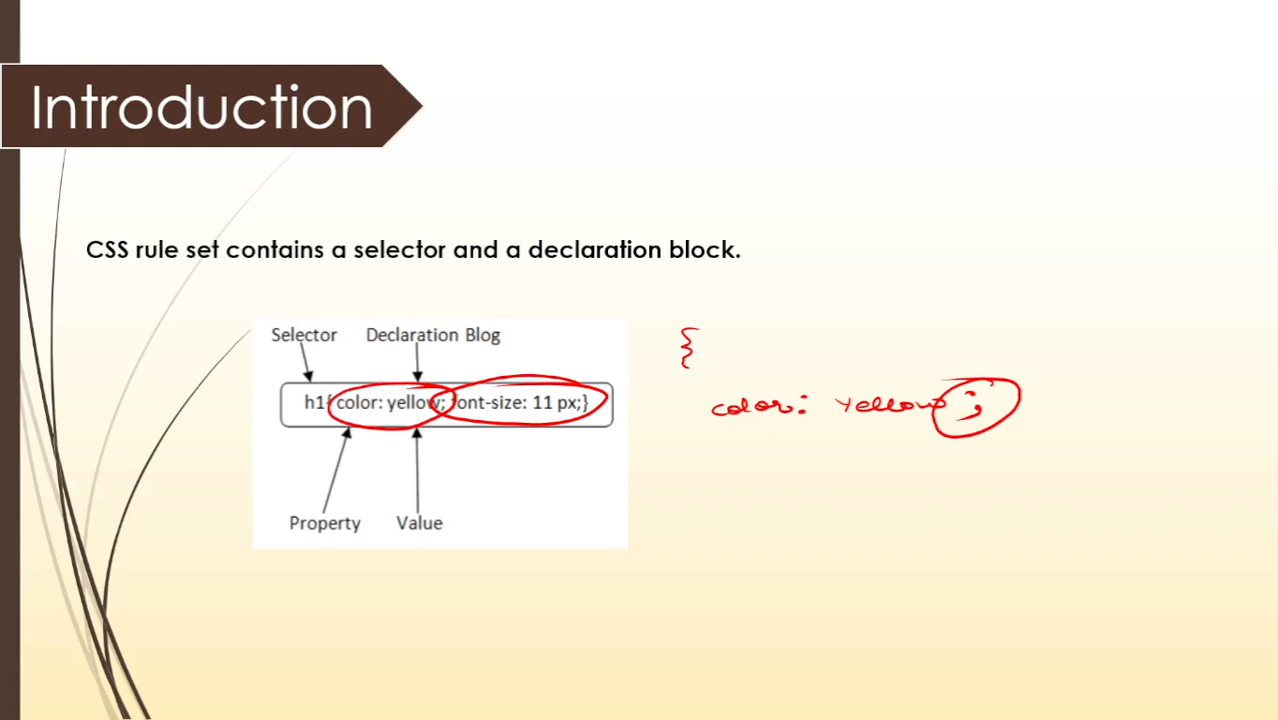 Introduction
CSS rule set contains a selector and a declaration block.
Selector Declaration Blog
h1{ color: yellow; font-size: 11 px;}
Property Value
{
color: yellow ;